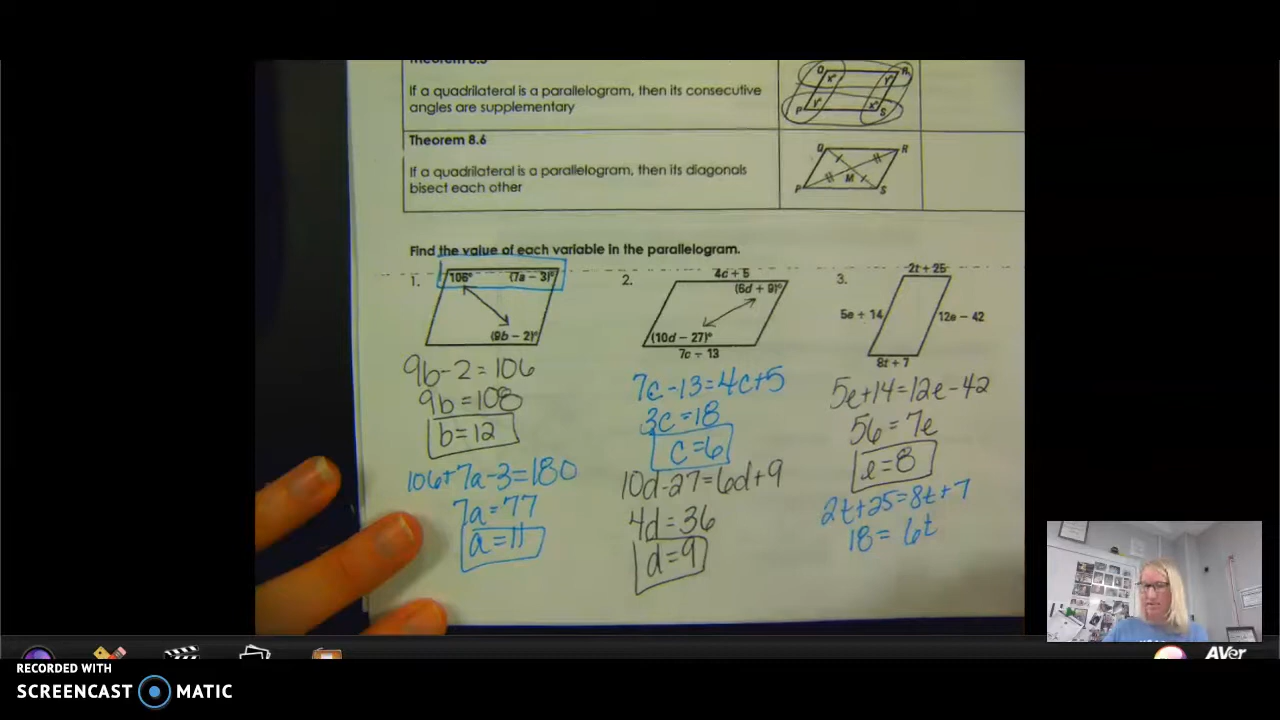 Theorem 8.5
If a quadrilateral is a parallelogram, then its consecutive
angles are supplementary
Q R
x° y°
y° x°
P S
Theorem 8.6
If a quadrilateral is a parallelogram, then its diagonals
bisect each other
Q R
M
P S
Find the value of each variable in the parallelogram.
1.
106° (7a − 3)°
(9b − 2)°
9b-2=106
9b=108
b=12
106+7a-3=180
7a=77
a=11
2.
4c + 5
(6d + 9)°
(10d − 27)°
7c − 13
7c-13=4c+5
3c=18
c=6
10d-27=6d+9
4d=36
d=9
3.
2t + 25
5e + 14
12e − 42
8t + 7
5e+14=12e-42
56=7e
e=8
2t+25=8t+7
18=6t
RECORDED WITH
SCREENCAST MATIC
AVer